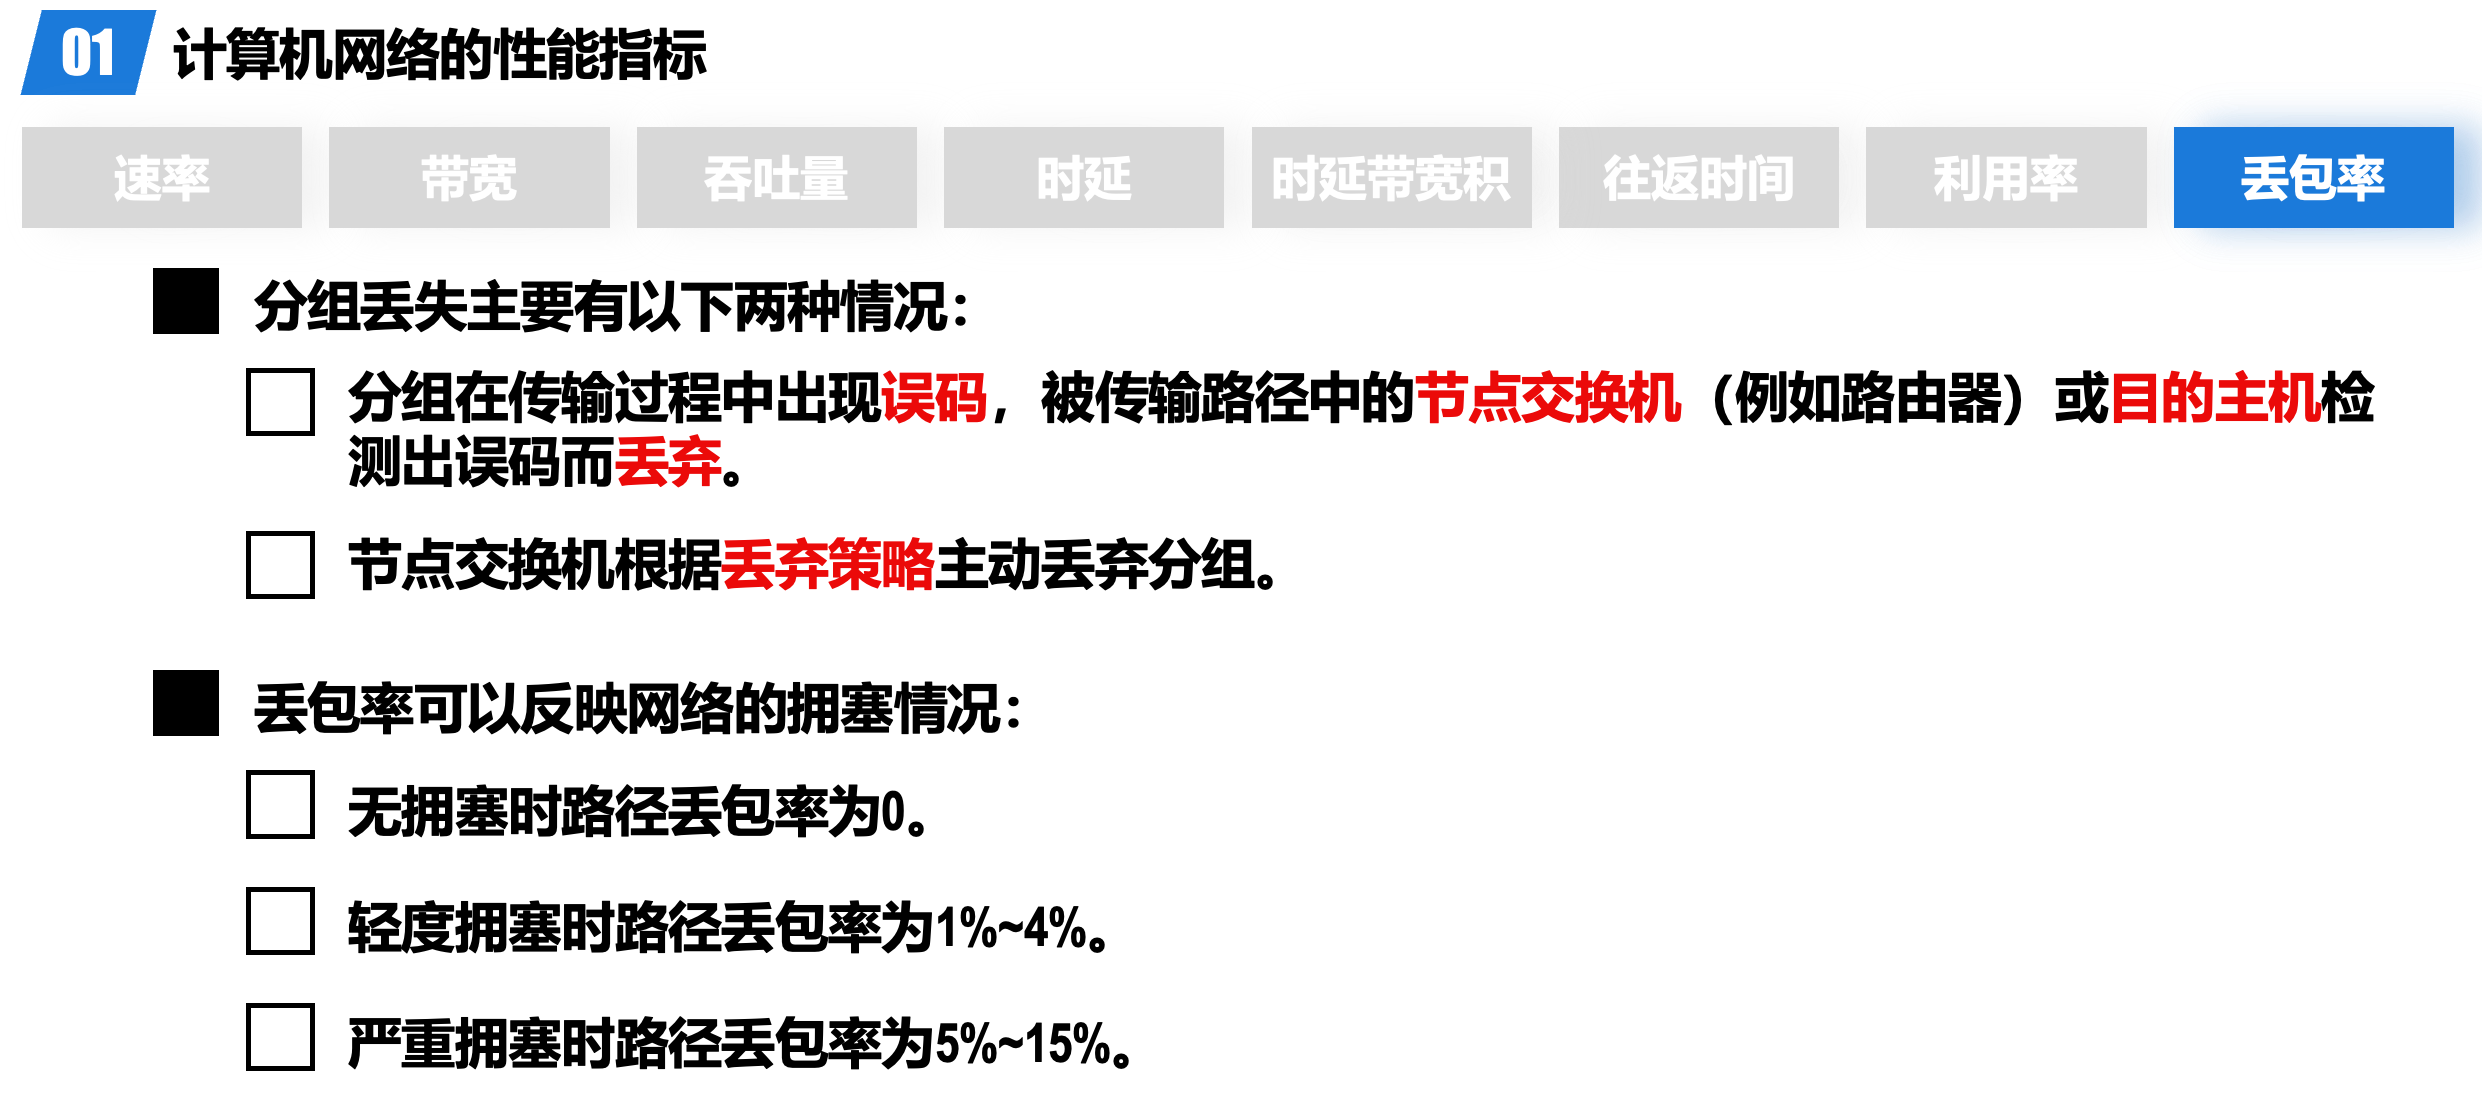 01 计算机网络的性能指标
速率 带宽 吞吐量 时延 时延带宽积 往返时间 利用率 丢包率
分组丢失主要有以下两种情况：
分组在传输过程中出现误码，被传输路径中的节点交换机（例如路由器）或目的主机检
测出误码而丢弃。
节点交换机根据丢弃策略主动丢弃分组。
丢包率可以反映网络的拥塞情况：
无拥塞时路径丢包率为0。
轻度拥塞时路径丢包率为1%~4%。
严重拥塞时路径丢包率为5%~15%。